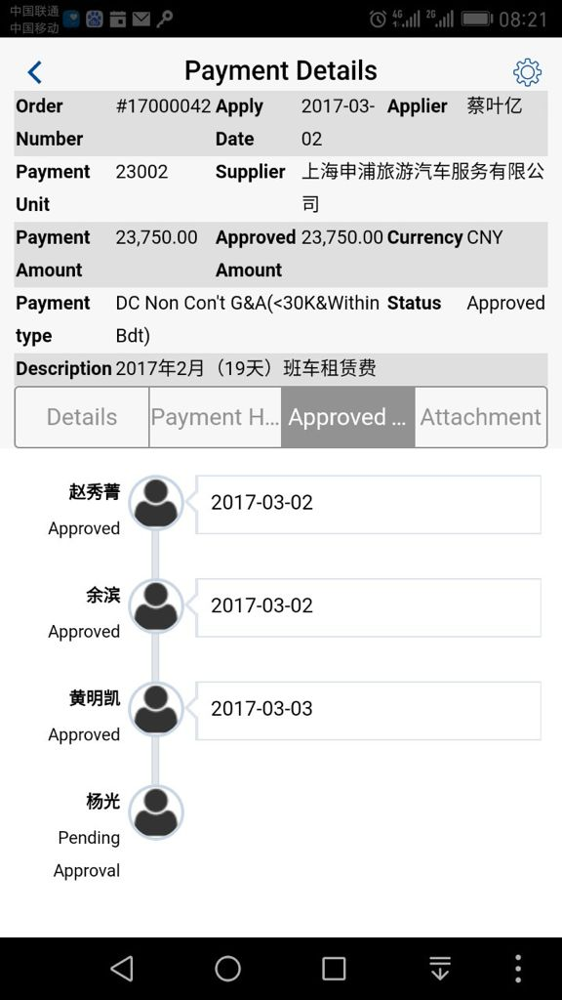 中国联通
中国移动
4G 2G 08:21
Payment Details
Order Number #17000042 Apply Date 2017-03-02 Applier 蔡叶亿
Payment Unit 23002 Supplier 上海申浦旅游汽车服务有限公司
Payment Amount 23,750.00 Approved Amount 23,750.00 Currency CNY
Payment type DC Non Con't G&A(<30K&Within Bdt) Status Approved
Description 2017年2月（19天）班车租赁费
Details Payment H... Approved ... Attachment
赵秀菁
Approved
2017-03-02
余滨
Approved
2017-03-02
黄明凯
Approved
2017-03-03
杨光
Pending
Approval